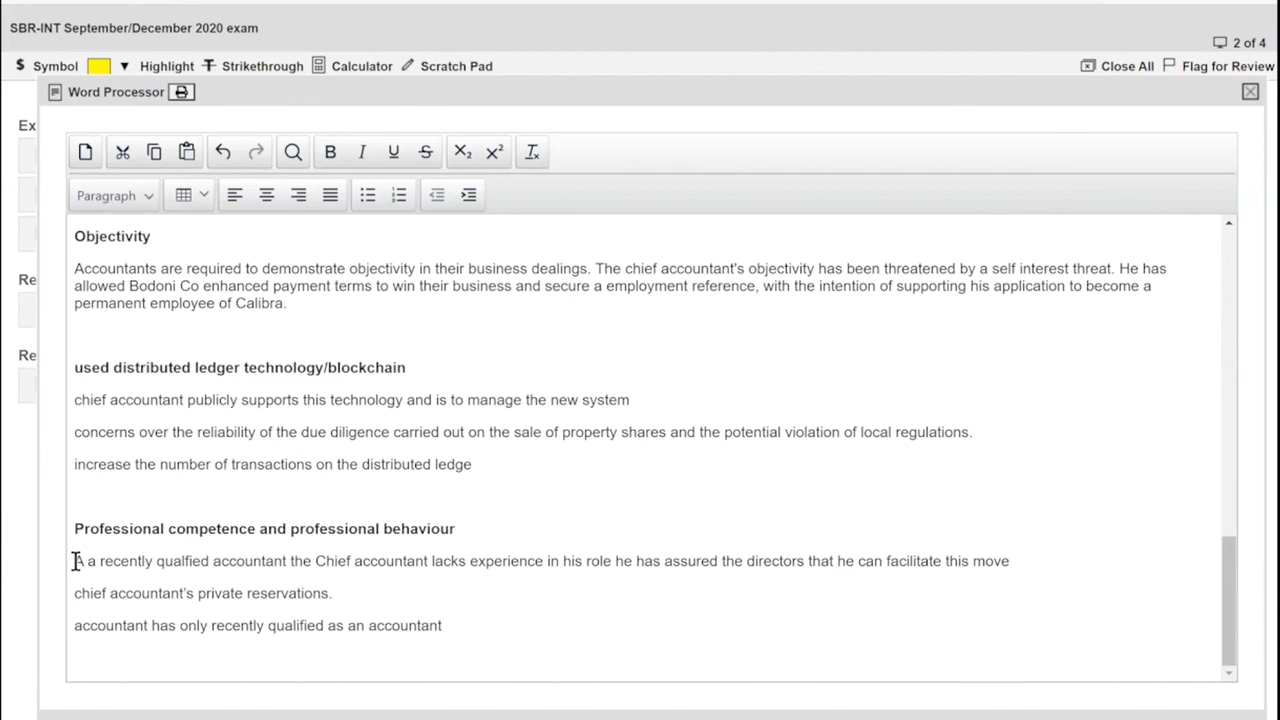 SBR-INT September/December 2020 exam
2 of 4
$ Symbol Highlight Strikethrough Calculator Scratch Pad Close All Flag for Review
Word Processor
Ex
Paragraph
Objectivity
Accountants are required to demonstrate objectivity in their business dealings. The chief accountant's objectivity has been threatened by a self interest threat. He has
allowed Bodoni Co enhanced payment terms to win their business and secure a employment reference, with the intention of supporting his application to become a
permanent employee of Calibra.
Re
used distributed ledger technology/blockchain
Re
chief accountant publicly supports this technology and is to manage the new system
concerns over the reliability of the due diligence carried out on the sale of property shares and the potential violation of local regulations.
increase the number of transactions on the distributed ledge
Professional competence and professional behaviour
A a recently qualfied accountant the Chief accountant lacks experience in his role he has assured the directors that he can facilitate this move
chief accountant's private reservations.
accountant has only recently qualified as an accountant